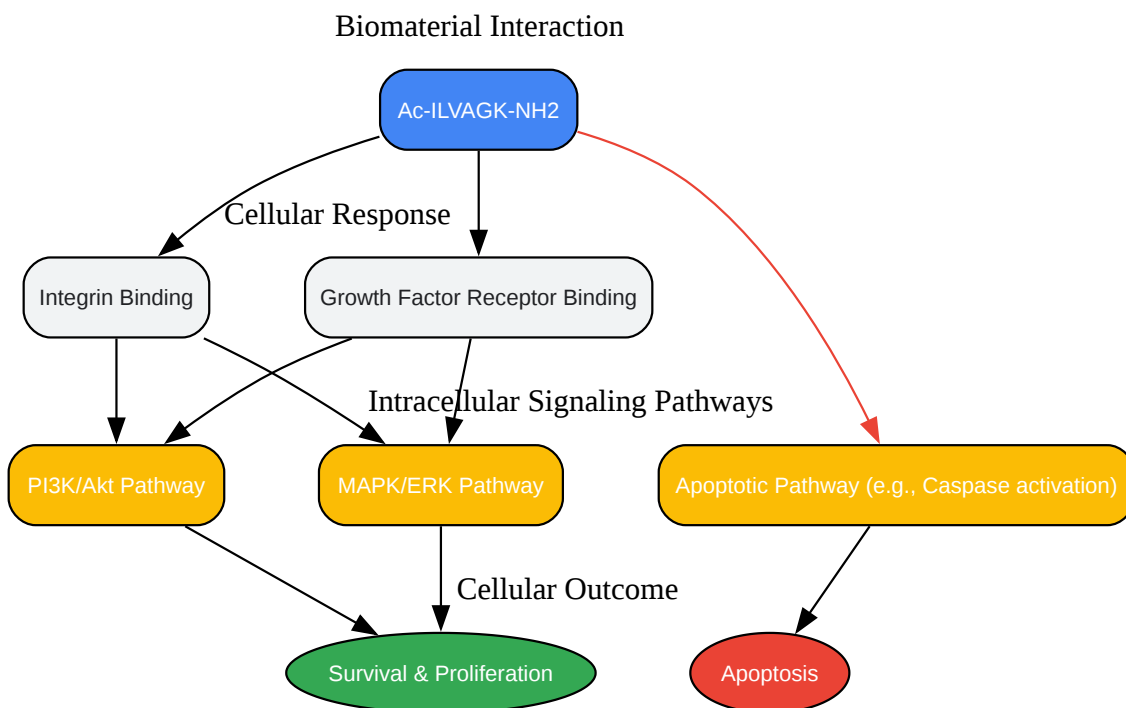 Biomaterial Interaction
Ac-ILVAGK-NH2
Cellular Response
Integrin Binding
Growth Factor Receptor Binding
Intracellular Signaling Pathways
PI3K/Akt Pathway
MAPK/ERK Pathway
Apoptotic Pathway (e.g., Caspase activation)
Cellular Outcome
Survival & Proliferation
Apoptosis